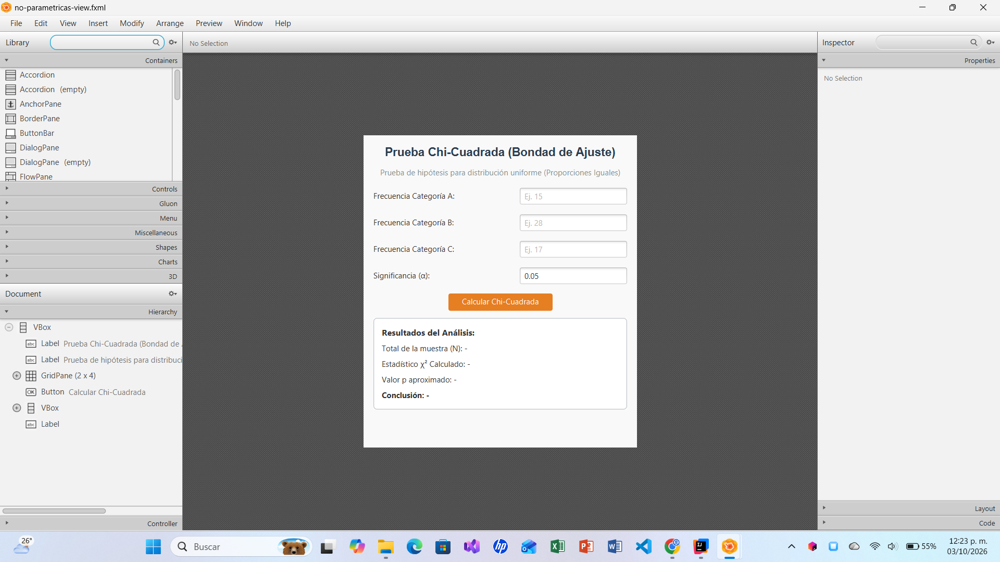 no-parametricas-view.fxml
File Edit View Insert Modify Arrange Preview Window Help
Library
No Selection
Inspector
Containers
Properties
Accordion
Accordion (empty)
AnchorPane
BorderPane
ButtonBar
DialogPane
DialogPane (empty)
FlowPane
Controls
Gluon
Menu
Miscellaneous
Shapes
Charts
3D
Document
Hierarchy
VBox
abc Label Prueba Chi-Cuadrada (Bondad de
abc Label Prueba de hipótesis para distribuci
GridPane (2 x 4)
OK Button Calcular Chi-Cuadrada
VBox
abc Label
Controller
Prueba Chi-Cuadrada (Bondad de Ajuste)
Prueba de hipótesis para distribución uniforme (Proporciones Iguales)
Frecuencia Categoría A: Ej. 15
Frecuencia Categoría B: Ej. 28
Frecuencia Categoría C: Ej. 17
Significancia (α): 0.05
Calcular Chi-Cuadrada
Resultados del Análisis:
Total de la muestra (N): -
Estadístico χ² Calculado: -
Valor p aproximado: -
Conclusión: -
No Selection
Layout
Code
26°
Buscar
55%
12:23 p. m.
03/10/2026